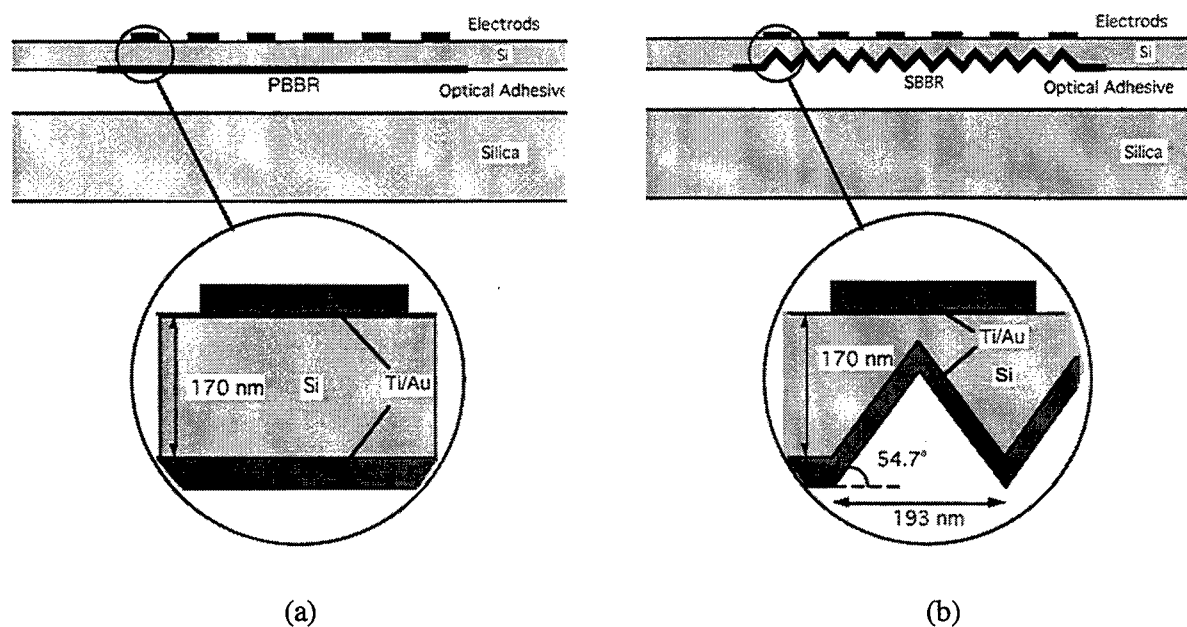 Electrods
Si
PBBR
Optical Adhesive
Silica
170 nm
Si
Ti/Au
(a)
Electrods
Si
SBBR
Optical Adhesive
Silica
Ti/Au
170 nm
Si
54.7°
193 nm
(b)